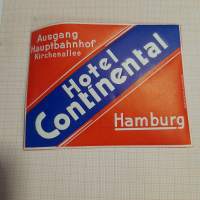 Ausgang
Hauptbahnhof
Kirchenallee
Hotel
Continental
Hamburg